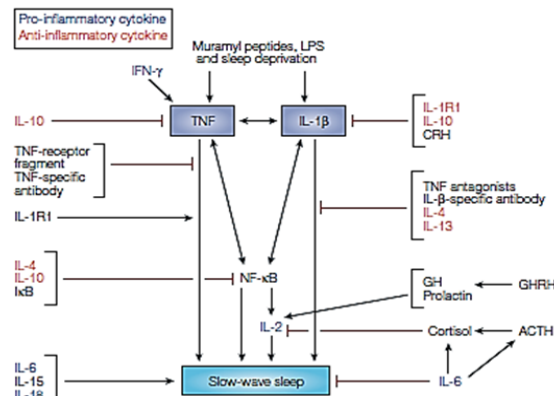 Pro-inflammatory cytokine
Anti-inflammatory cytokine
Muramyl peptides, LPS
and sleep deprivation
IFN-γ
IL-10
TNF
IL-1β
IL-1R1
IL-10
CRH
TNF-receptor
fragment
TNF-specific
antibody
TNF antagonists
IL-β-specific antibody
IL-4
IL-13
IL-1R1
IL-4
IL-10
IκB
NF-κB
GH
Prolactin
GHRH
IL-2
Cortisol
ACTH
IL-6
IL-15
IL-18
Slow-wave sleep
IL-6